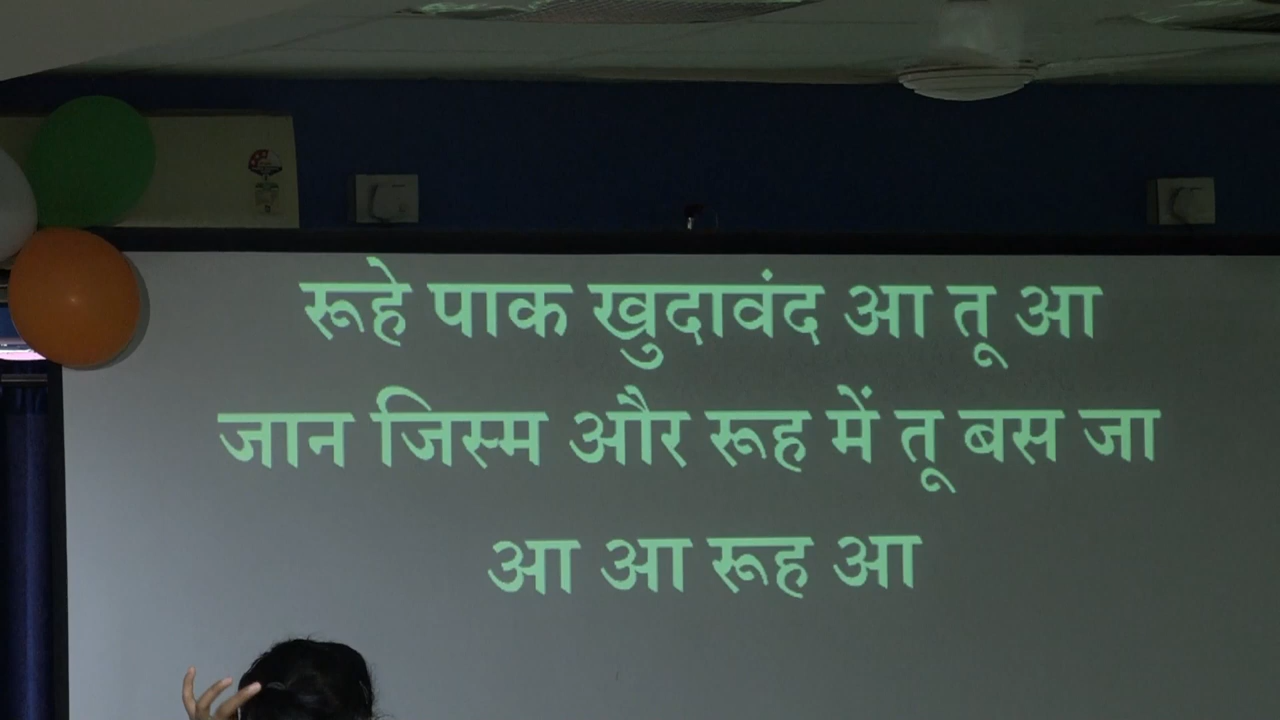 रूहे पाक खुदावंद आ तू आ
जान जिस्म और रूह में तू बस जा
आ आ रूह आ